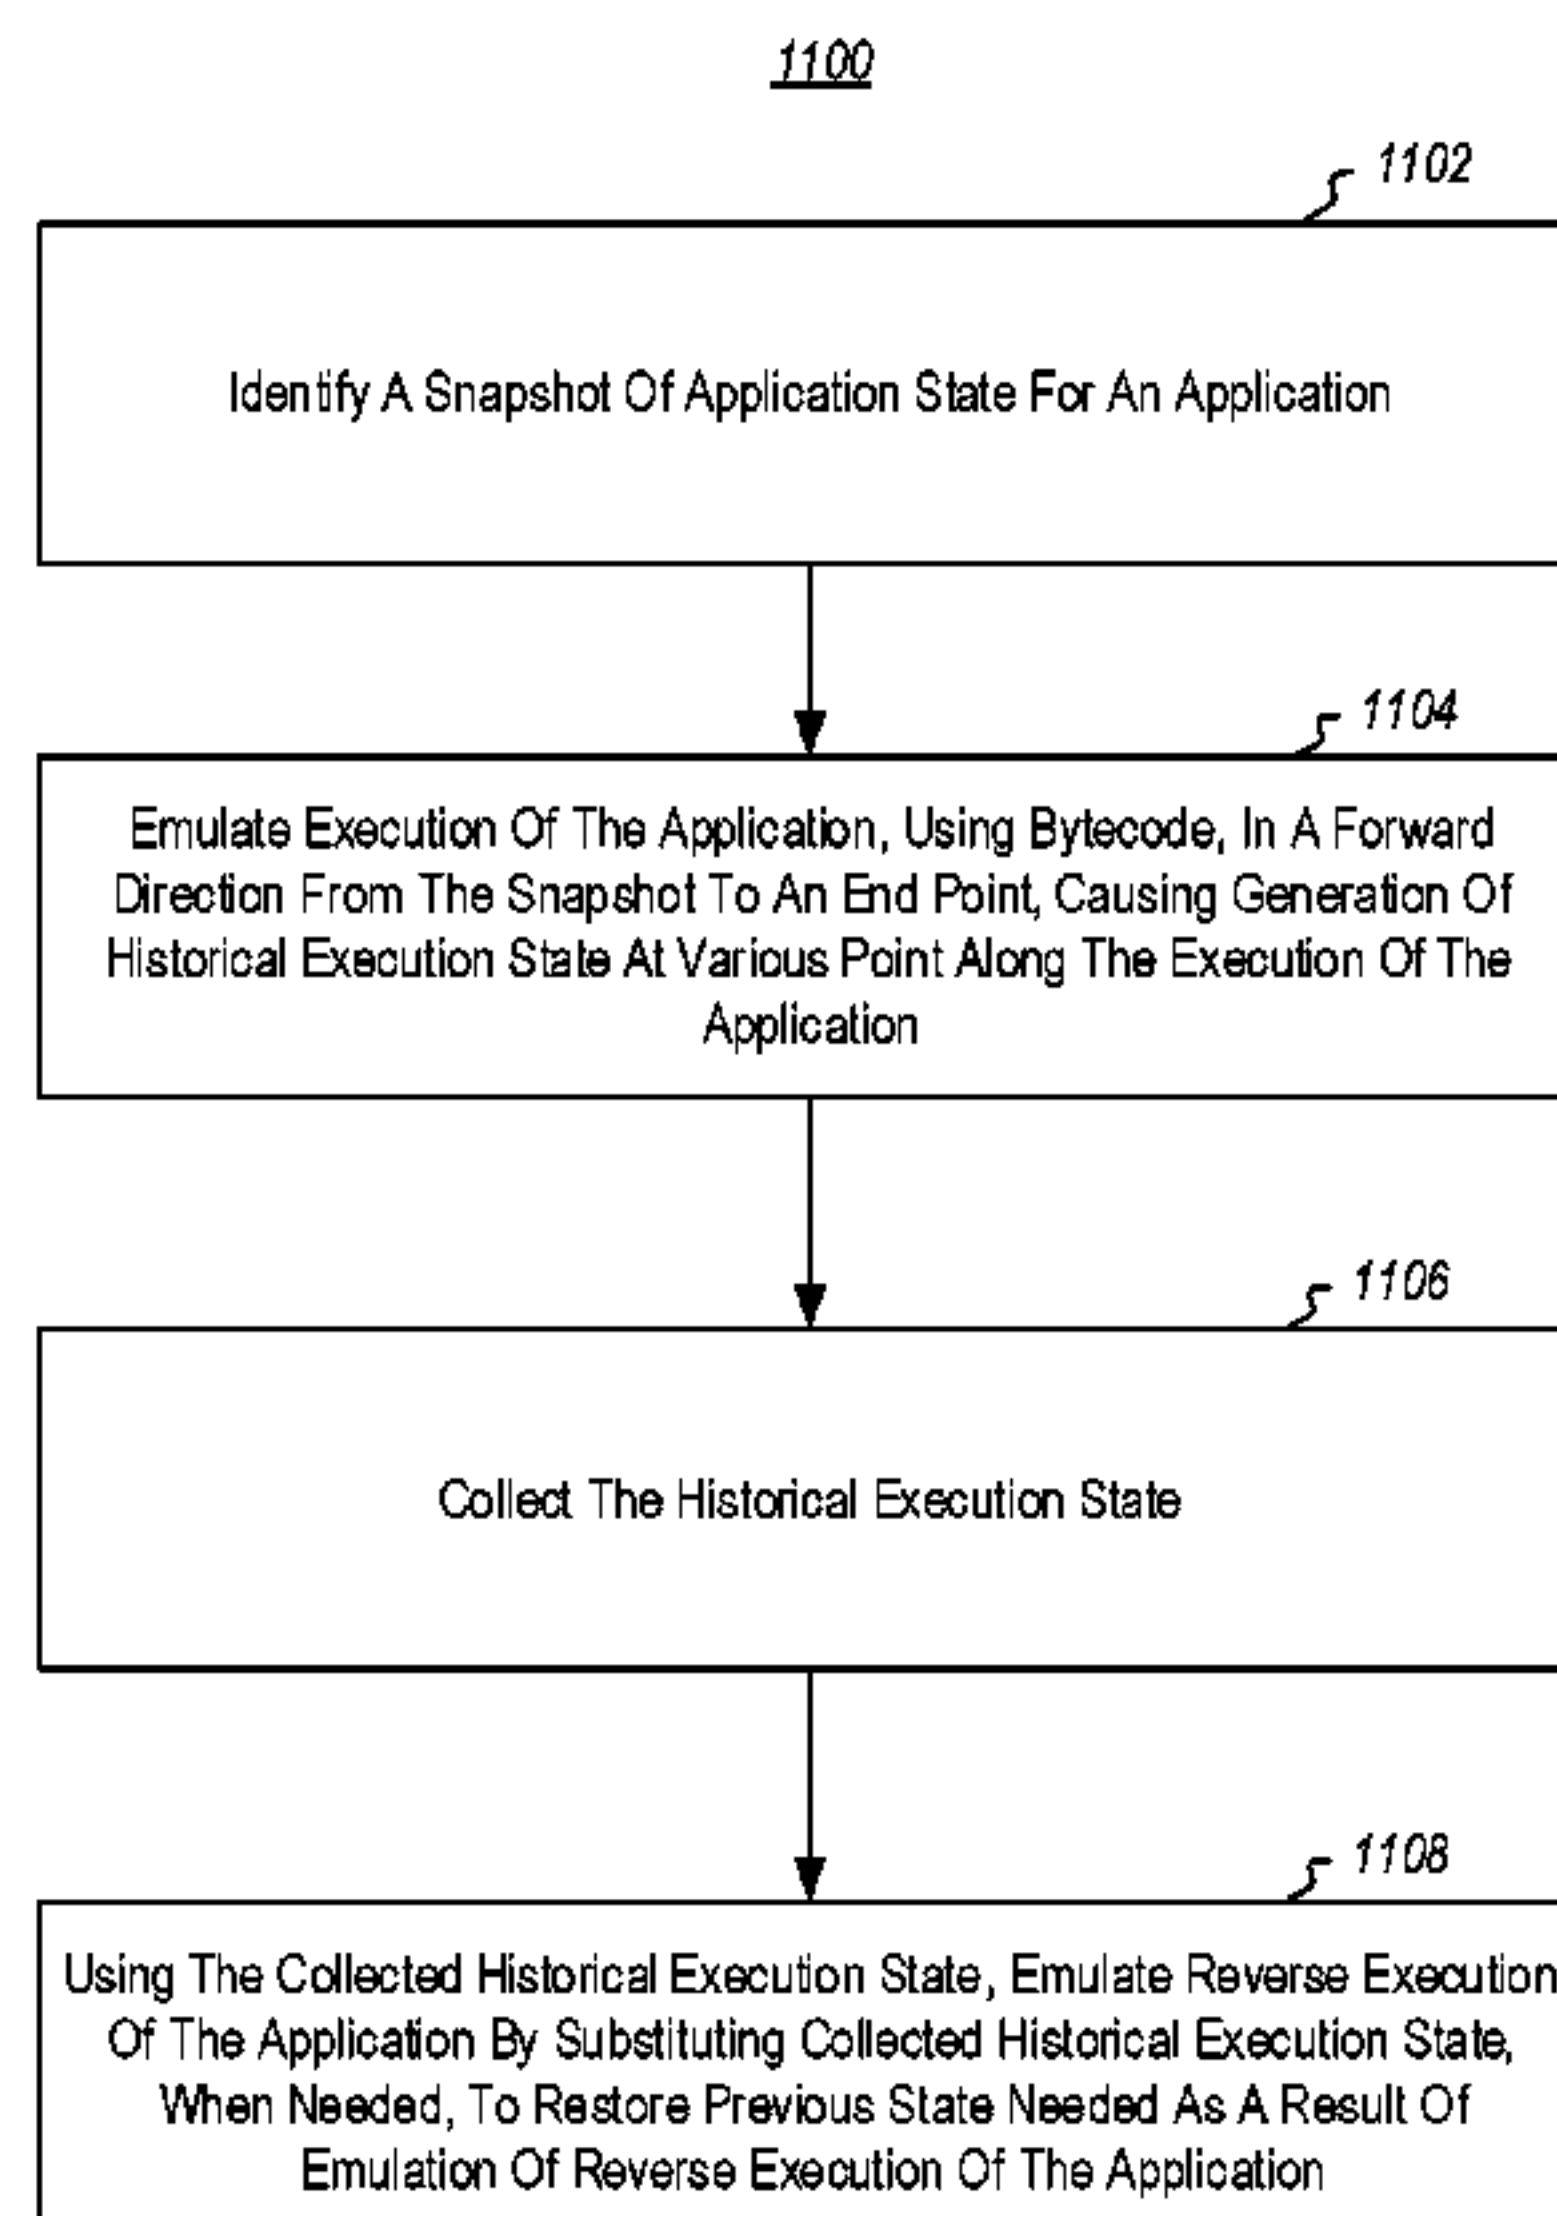 1100
1102
Identify A Snapshot Of Application State For An Application
1104
Emulate Execution Of The Application, Using Bytecode, In A Forward
Direction From The Snapshot To An End Point, Causing Generation Of
Historical Execution State At Various Point Along The Execution Of The
Application
1106
Collect The Historical Execution State
1108
Using The Collected Historical Execution State, Emulate Reverse Execution
Of The Application By Substituting Collected Historical Execution State,
When Needed, To Restore Previous State Needed As A Result Of
Emulation Of Reverse Execution Of The Application